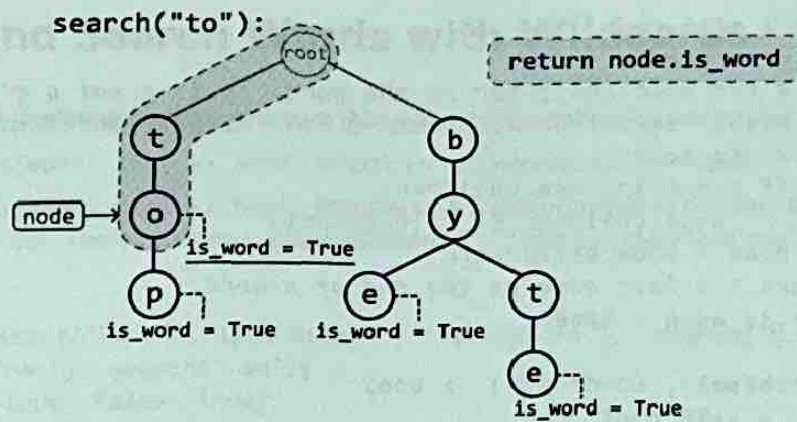 search("to"):
root
return node.is_word
t
b
node
o
y
is_word = True
p
e
t
is_word = True
is_word = True
e
is_word = True